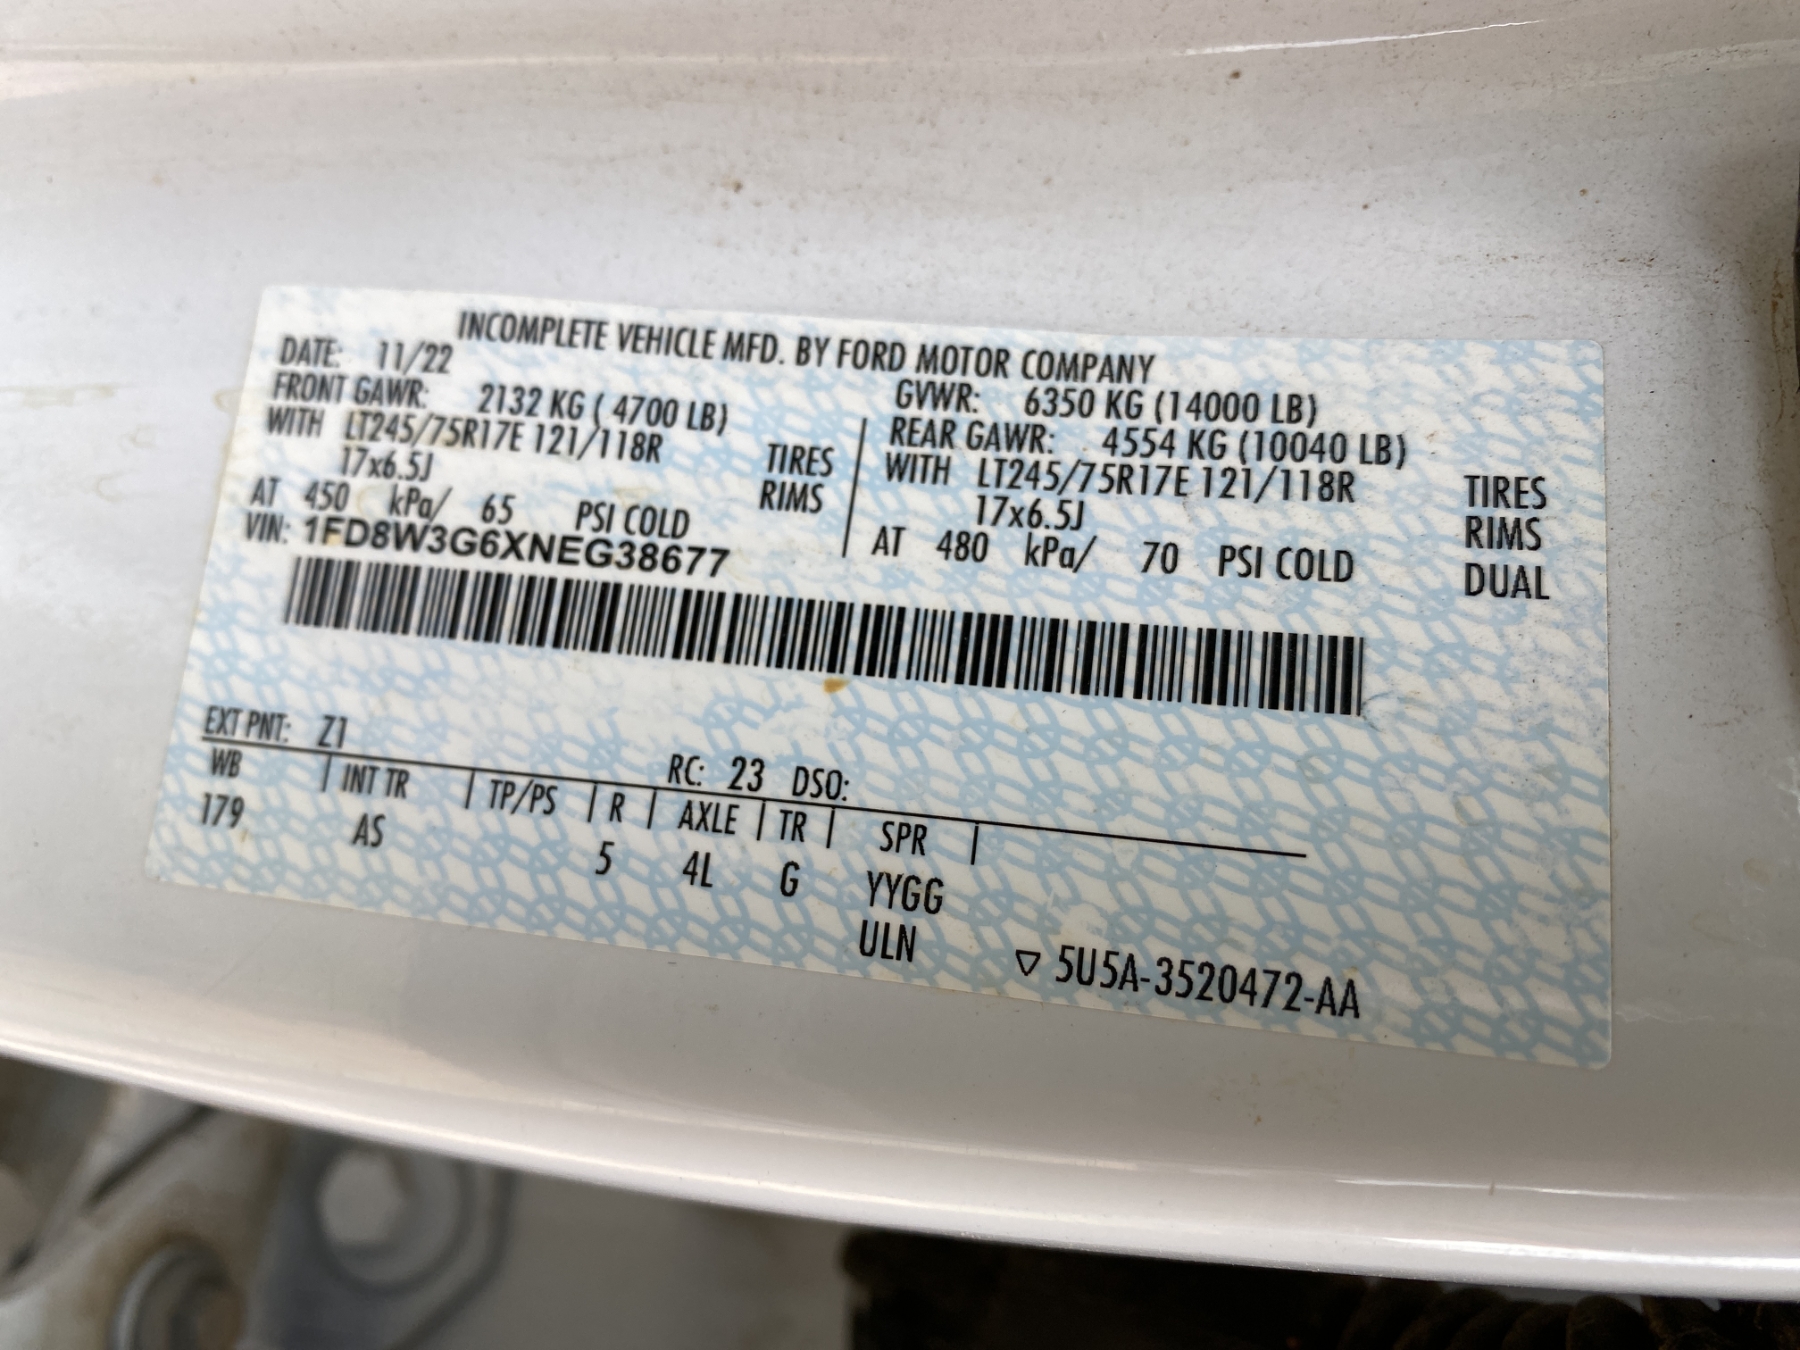 INCOMPLETE VEHICLE MFD. BY FORD MOTOR COMPANY
DATE: 11/22 GVWR: 6350 KG (14000 LB)
FRONT GAWR: 2132 KG ( 4700 LB) REAR GAWR: 4554 KG (10040 LB)
WITH LT245/75R17E 121/118R TIRES WITH LT245/75R17E 121/118R TIRES
17x6.5J RIMS 17x6.5J RIMS
AT 450 kPa/ 65 PSI COLD AT 480 kPa/ 70 PSI COLD DUAL
VIN: 1FD8W3G6XNEG38677
EXT PNT: Z1 RC: 23 DSO:
WB INT TR TP/PS R AXLE TR SPR
179 AS 5 4L G YYGG
ULN
▽ 5U5A-3520472-AA